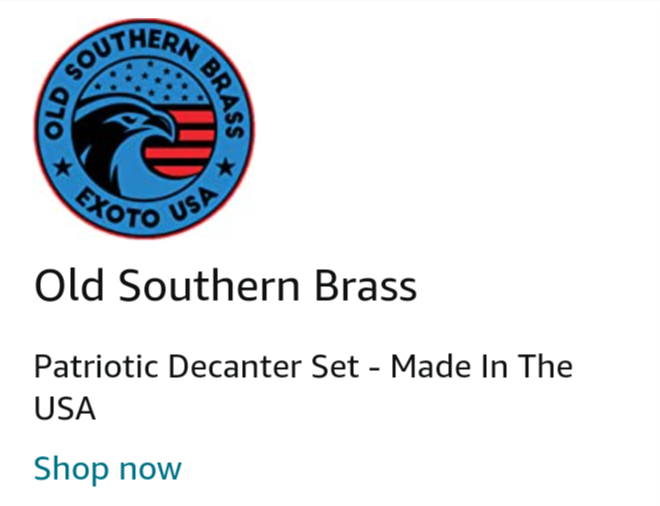 OLD SOUTHERN BRASS
EXOTO USA
Old Southern Brass
Patriotic Decanter Set - Made In The
USA
Shop now